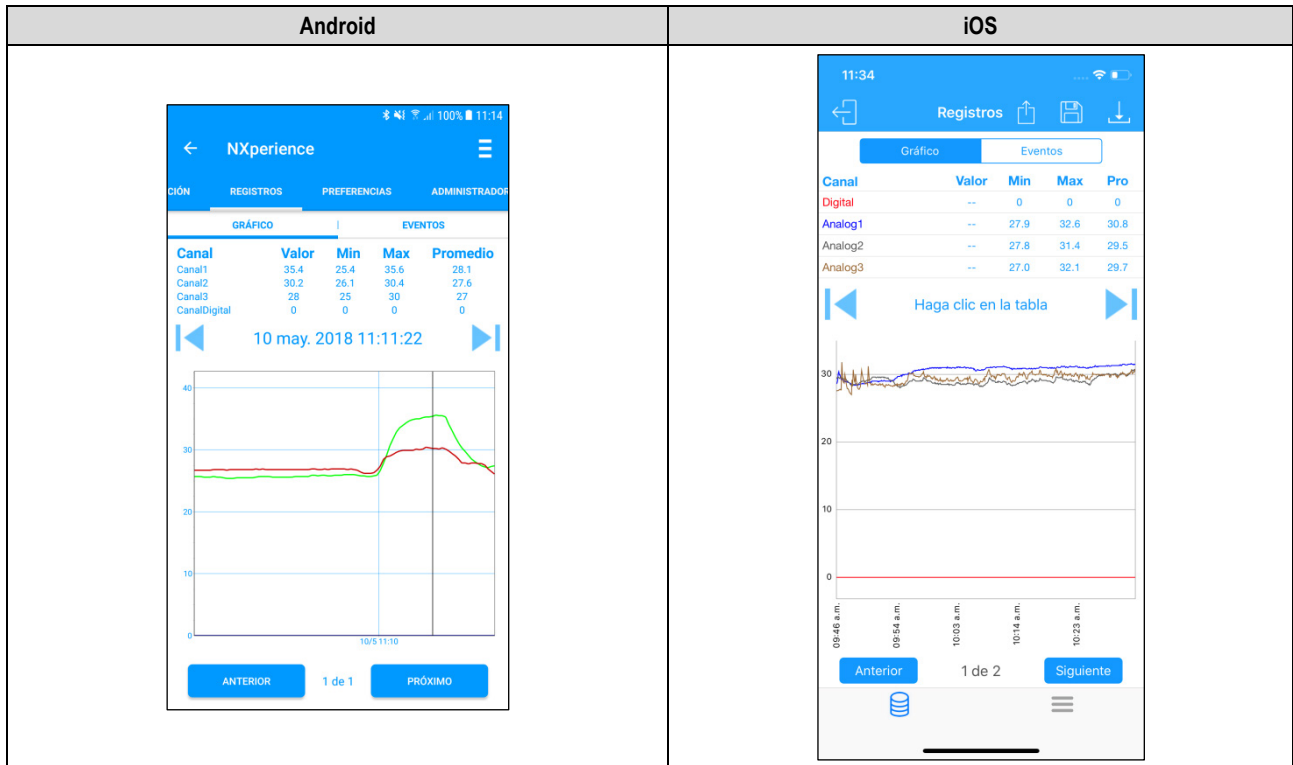 Android
iOS
100% 11:14
NXperience
CIÓN REGISTROS PREFERENCIAS ADMINISTRADOR
GRÁFICO | EVENTOS
Canal Valor Min Max Promedio
Canal1 35.4 25.4 35.6 28.1
Canal2 30.2 26.1 30.4 27.6
Canal3 28 25 30 27
CanalDigital 0 0 0 0
10 may. 2018 11:11:22
40
30
20
10
0
10/5 11:10
ANTERIOR 1 de 1 PRÓXIMO
11:34
Registros
Gráfico Eventos
Canal Valor Min Max Pro
Digital -- 0 0 0
Analog1 -- 27.9 32.6 30.8
Analog2 -- 27.8 31.4 29.5
Analog3 -- 27.0 32.1 29.7
Haga clic en la tabla
30
20
10
0
09:46 a.m.
09:54 a.m.
10:03 a.m.
10:14 a.m.
10:23 a.m.
Anterior 1 de 2 Siguiente